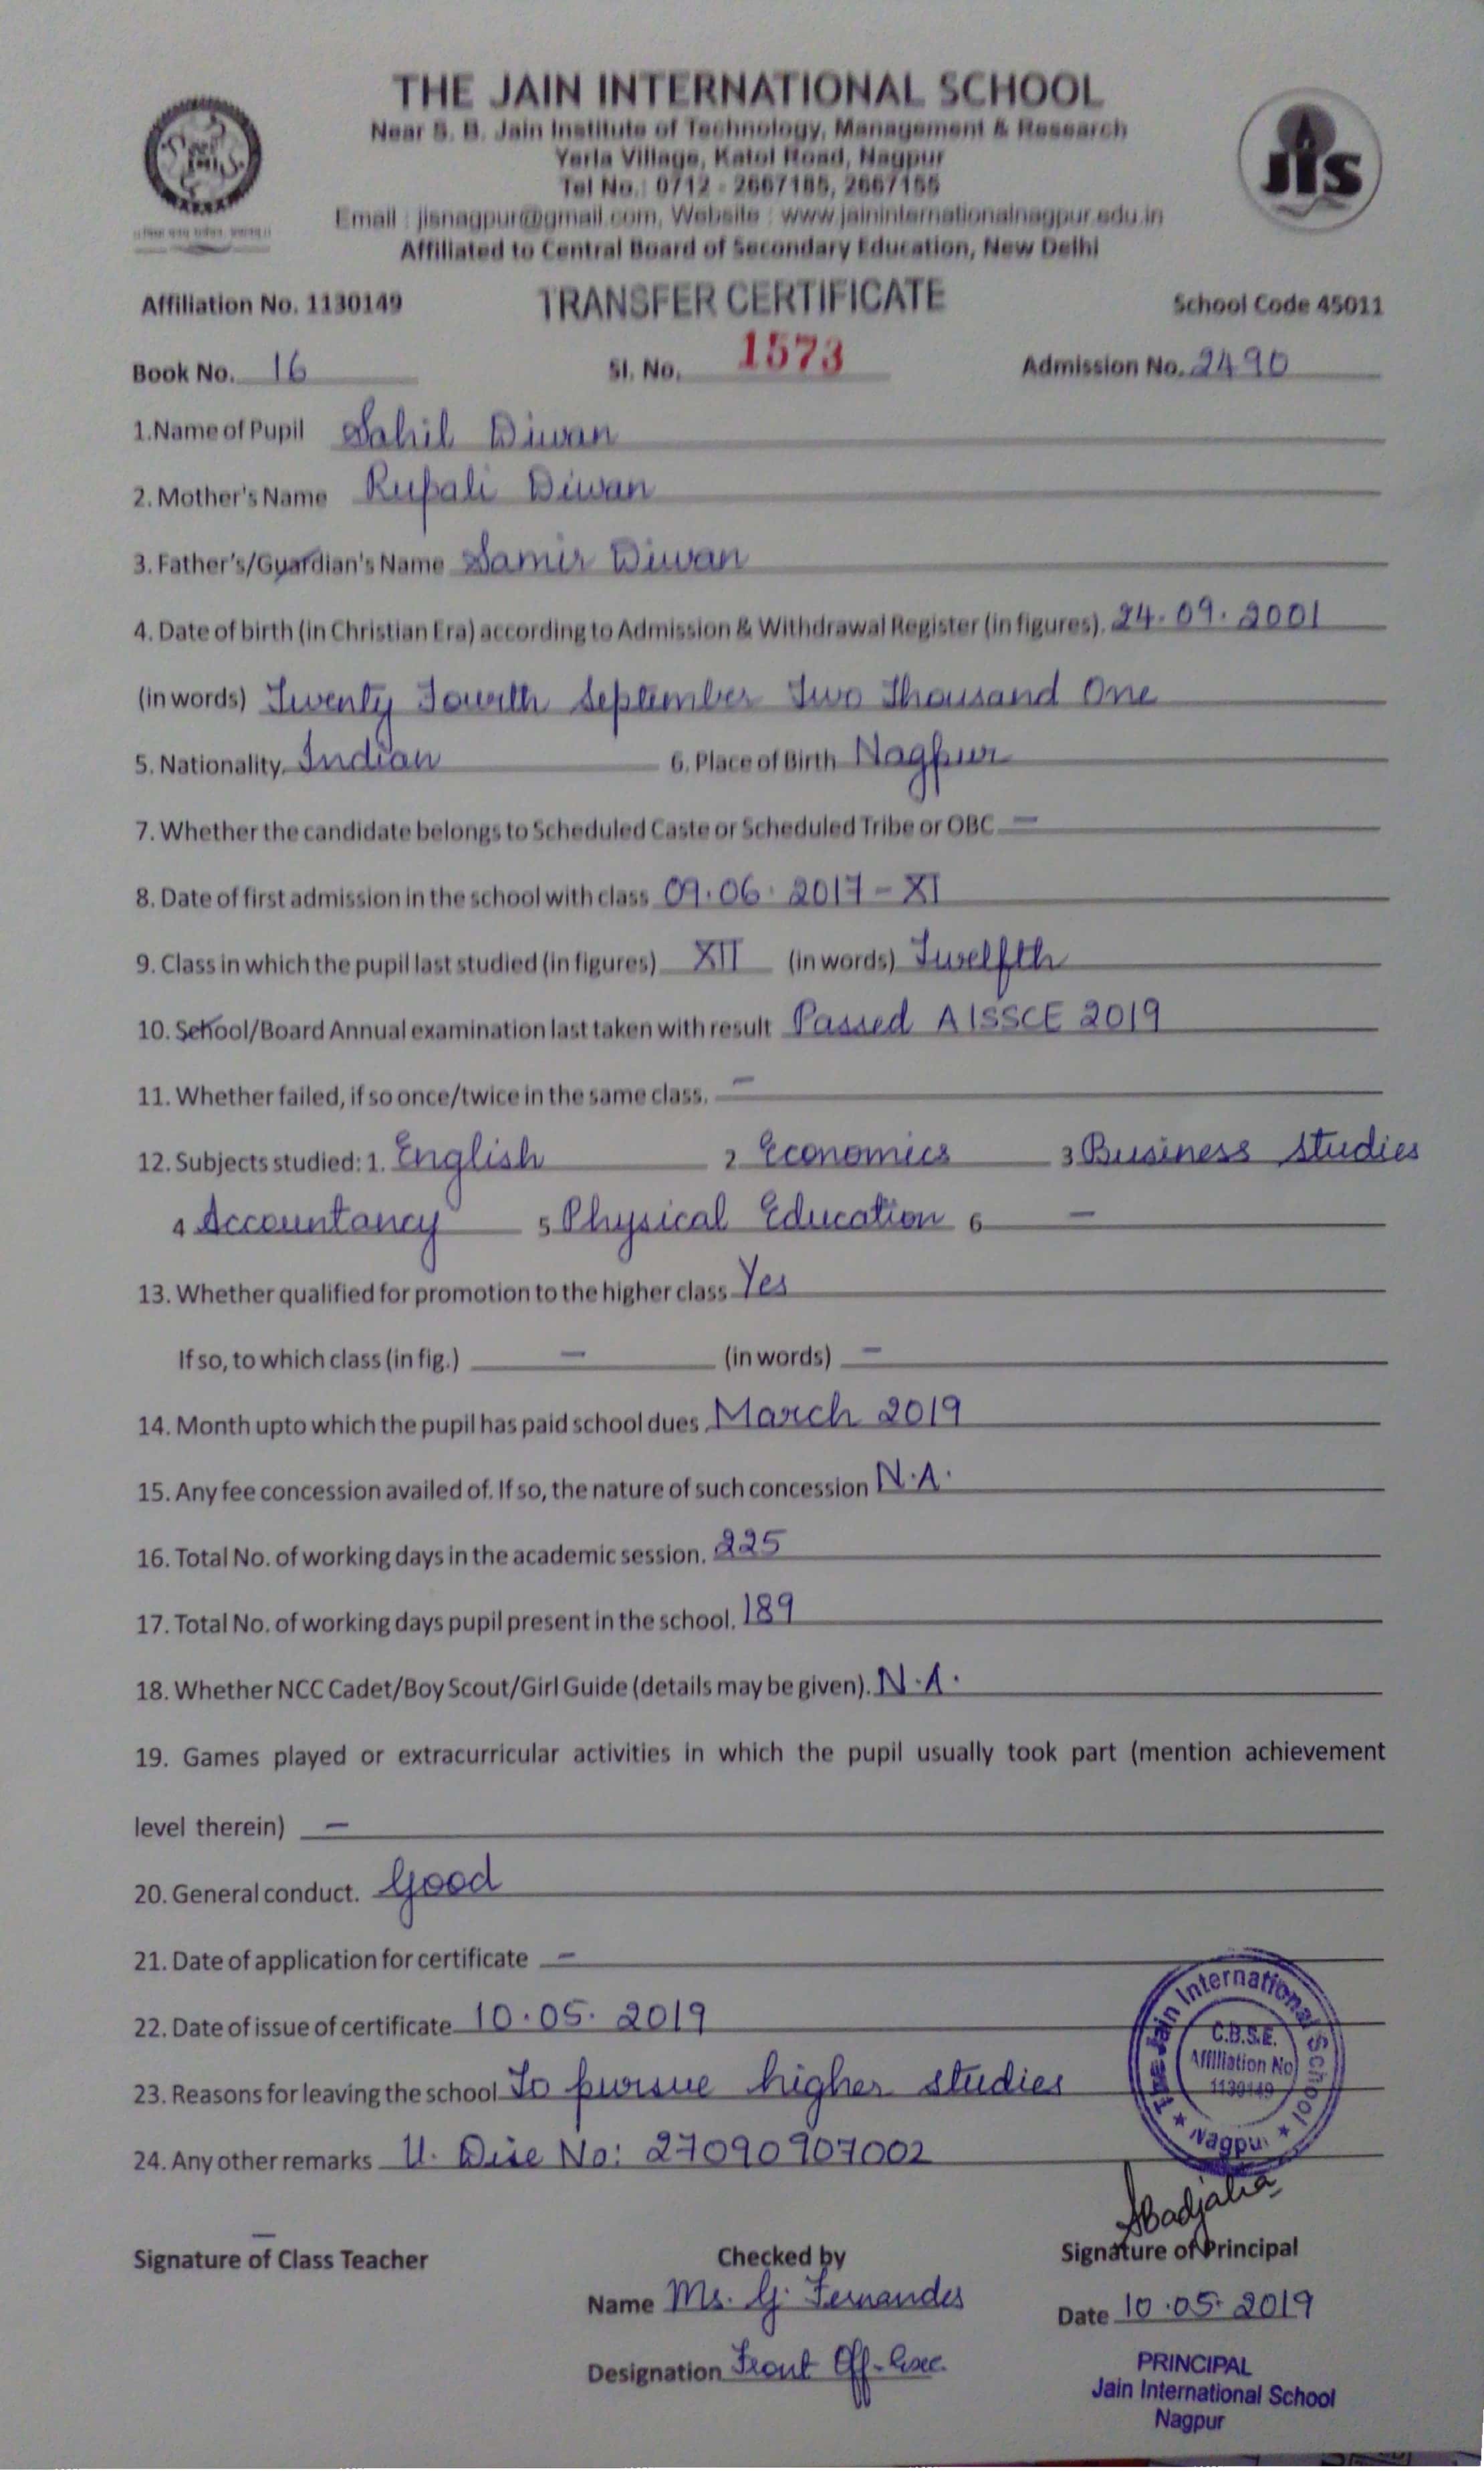 THE JAIN INTERNATIONAL SCHOOL
Near S. B. Jain Institute of Technology, Management & Research
Yerla Village, Katol Road, Nagpur
Tel No. : 0712 - 2667185, 2667155
Email : jisnagpur@gmail.com, Website : www.jaininternationalnagpur.edu.in
Affiliated to Central Board of Secondary Education, New Delhi
JIS
Affiliation No. 1130149 TRANSFER CERTIFICATE School Code 45011
Book No. 16 Sl. No. 1573 Admission No. 2490
1.Name of Pupil Sahil Diwan
2. Mother's Name Rupali Diwan
3. Father's/Guardian's Name Samir Diwan
4. Date of birth (in Christian Era) according to Admission & Withdrawal Register (in figures). 24.09.2001
(in words) Twenty Fourth September Two Thousand One
5. Nationality. Indian 6. Place of Birth Nagpur
7. Whether the candidate belongs to Scheduled Caste or Scheduled Tribe or OBC –
8. Date of first admission in the school with class 09.06.2017 - XI
9. Class in which the pupil last studied (in figures) XII (in words) Twelfth
10. School/Board Annual examination last taken with result Passed AISSCE 2019
11. Whether failed, if so once/twice in the same class. –
12. Subjects studied: 1. English 2 Economics 3 Business Studies
4 Accountancy 5 Physical Education 6 –
13. Whether qualified for promotion to the higher class Yes
If so, to which class (in fig.) – (in words) –
14. Month upto which the pupil has paid school dues March 2019
15. Any fee concession availed of. If so, the nature of such concession N.A.
16. Total No. of working days in the academic session. 225
17. Total No. of working days pupil present in the school. 189
18. Whether NCC Cadet/Boy Scout/Girl Guide (details may be given). N.A.
19. Games played or extracurricular activities in which the pupil usually took part (mention achievement
level therein) –
20. General conduct. Good
21. Date of application for certificate –
22. Date of issue of certificate 10.05.2019
23. Reasons for leaving the school To pursue higher studies
24. Any other remarks U. Dise No: 27090907002
The Jain International School
C.B.S.E.
Affiliation No
1130149
★ Nagpur ★
Abadjatia
–
Signature of Class Teacher Checked by Signature of Principal
Name Ms. G. Fernandes Date 10.05.2019
Designation Front Off-Exec.
PRINCIPAL
Jain International School
Nagpur